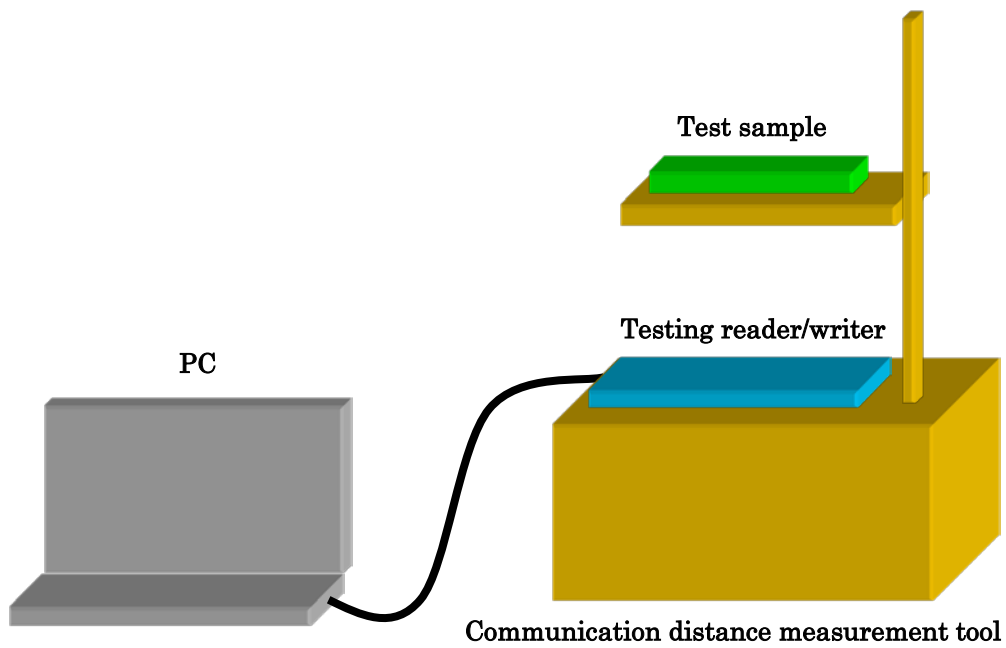 Test sample
Testing reader/writer
PC
Communication distance measurement tool